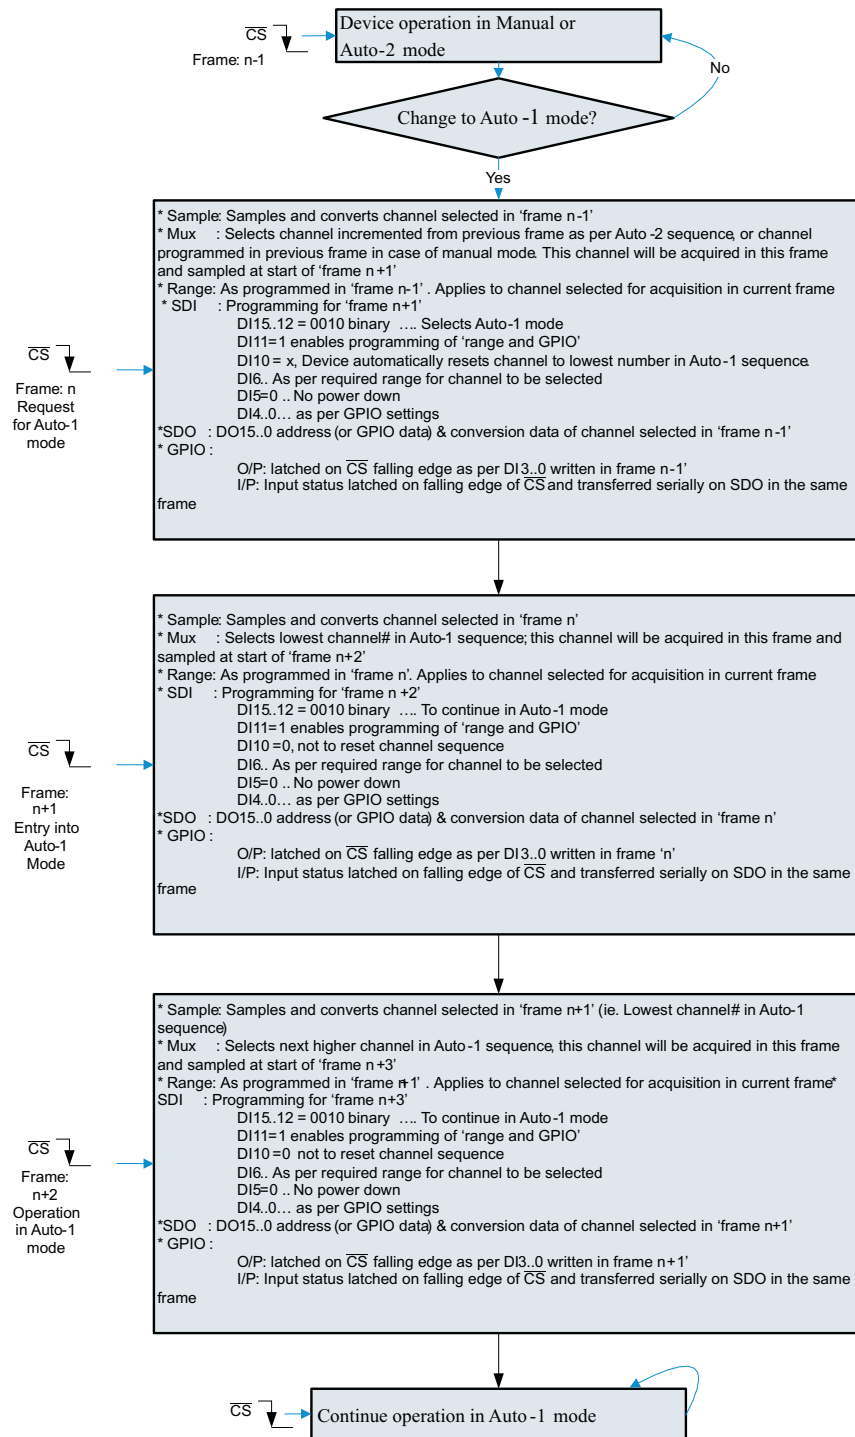 CS
Frame: n-1
Device operation in Manual or
Auto-2 mode
No
Change to Auto -1 mode?
Yes
CS
Frame: n
Request
for Auto-1
mode
* Sample: Samples and converts channel selected in ‘frame n-1’
* Mux : Selects channel incremented from previous frame as per Auto -2 sequence, or channel
programmed in previous frame in case of manual mode. This channel will be acquired in this frame
and sampled at start of ‘frame n+1’
* Range: As programmed in ‘frame n-1’ . Applies to channel selected for acquisition in current frame
* SDI : Programming for ‘frame n+1’
DI15..12 = 0010 binary …. Selects Auto-1 mode
DI11=1 enables programming of ‘range and GPIO’
DI10 = x, Device automatically resets channel to lowest number in Auto-1 sequence.
DI6.. As per required range for channel to be selected
DI5=0 .. No power down
DI4..0… as per GPIO settings
*SDO : DO15..0 address (or GPIO data) & conversion data of channel selected in ‘frame n-1’
* GPIO :
O/P: latched on CS falling edge as per DI3..0 written in frame n-1’
I/P: Input status latched on falling edge of CS and transferred serially on SDO in the same
frame
CS
Frame:
n+1
Entry into
Auto-1
Mode
* Sample: Samples and converts channel selected in ‘frame n’
* Mux : Selects lowest channel# in Auto-1 sequence; this channel will be acquired in this frame and
sampled at start of ‘frame n+2’
* Range: As programmed in ‘frame n’. Applies to channel selected for acquisition in current frame
* SDI : Programming for ‘frame n +2’
DI15..12 = 0010 binary …. To continue in Auto-1 mode
DI11=1 enables programming of ‘range and GPIO’
DI10 =0, not to reset channel sequence
DI6.. As per required range for channel to be selected
DI5=0 .. No power down
DI4..0… as per GPIO settings
*SDO : DO15..0 address (or GPIO data) & conversion data of channel selected in ‘frame n’
* GPIO :
O/P: latched on CS falling edge as per DI3..0 written in frame ‘n’
I/P: Input status latched on falling edge of CS and transferred serially on SDO in the same
frame
CS
Frame:
n+2
Operation
in Auto-1
mode
* Sample: Samples and converts channel selected in ‘frame n+1’ (ie. Lowest channel# in Auto-1
sequence)
* Mux : Selects next higher channel in Auto-1 sequence, this channel will be acquired in this frame
and sampled at start of ‘frame n+3’
* Range: As programmed in ‘frame n+1’ . Applies to channel selected for acquisition in current frame*
SDI : Programming for ‘frame n+3’
DI15..12 = 0010 binary …. To continue in Auto-1 mode
DI11=1 enables programming of ‘range and GPIO’
DI10 =0 not to reset channel sequence
DI6.. As per required range for channel to be selected
DI5=0 .. No power down
DI4..0… as per GPIO settings
*SDO : DO15..0 address (or GPIO data) & conversion data of channel selected in ‘frame n+1’
* GPIO :
O/P: latched on CS falling edge as per DI3..0 written in frame n+1’
I/P: Input status latched on falling edge of CS and transferred serially on SDO in the same
frame
CS
Continue operation in Auto -1 mode